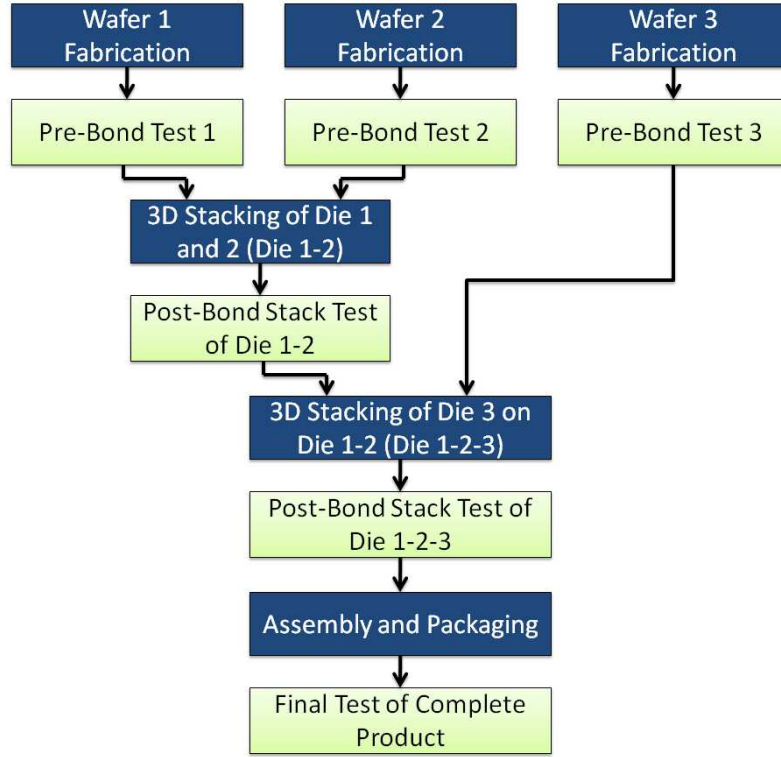 Wafer 1
Fabrication
Wafer 2
Fabrication
Wafer 3
Fabrication
Pre-Bond Test 1
Pre-Bond Test 2
Pre-Bond Test 3
3D Stacking of Die 1
and 2 (Die 1-2)
Post-Bond Stack Test
of Die 1-2
3D Stacking of Die 3 on
Die 1-2 (Die 1-2-3)
Post-Bond Stack Test of
Die 1-2-3
Assembly and Packaging
Final Test of Complete
Product